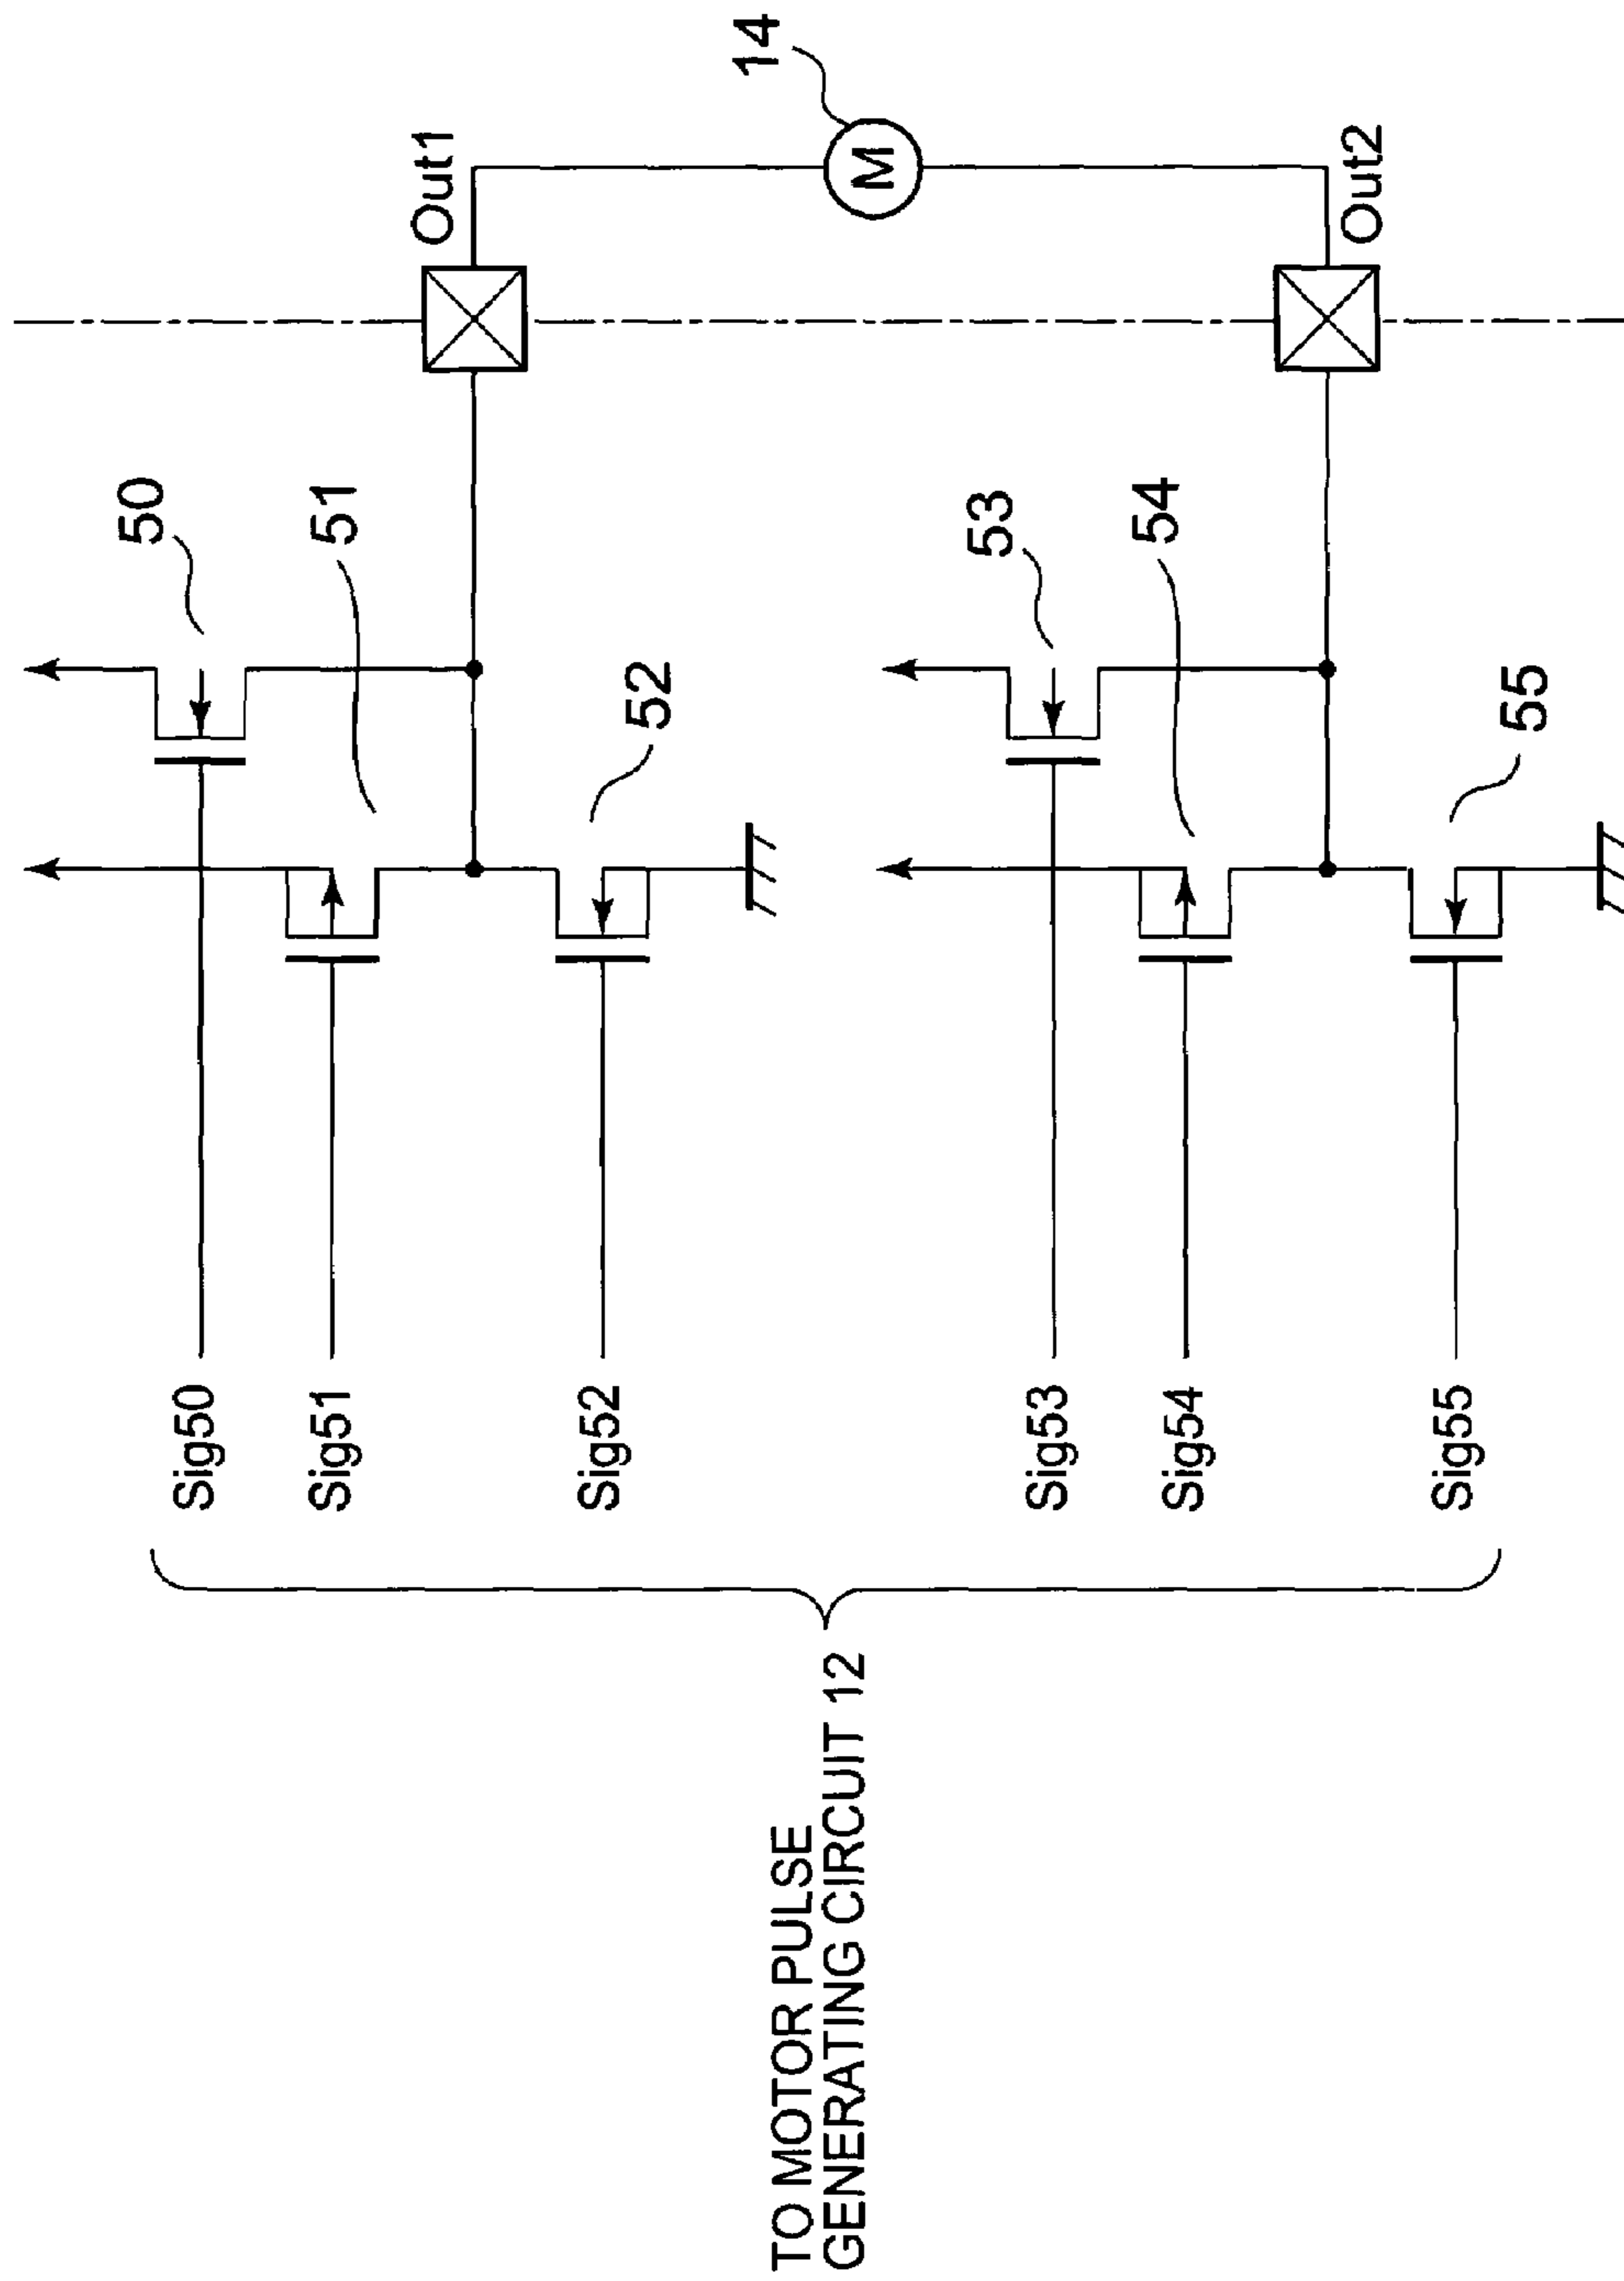 14
Out1
Out2
50
51
52
53
54
55
M
Sig50
Sig51
Sig52
Sig53
Sig54
Sig55
TO MOTOR PULSE
GENERATING CIRCUIT 12